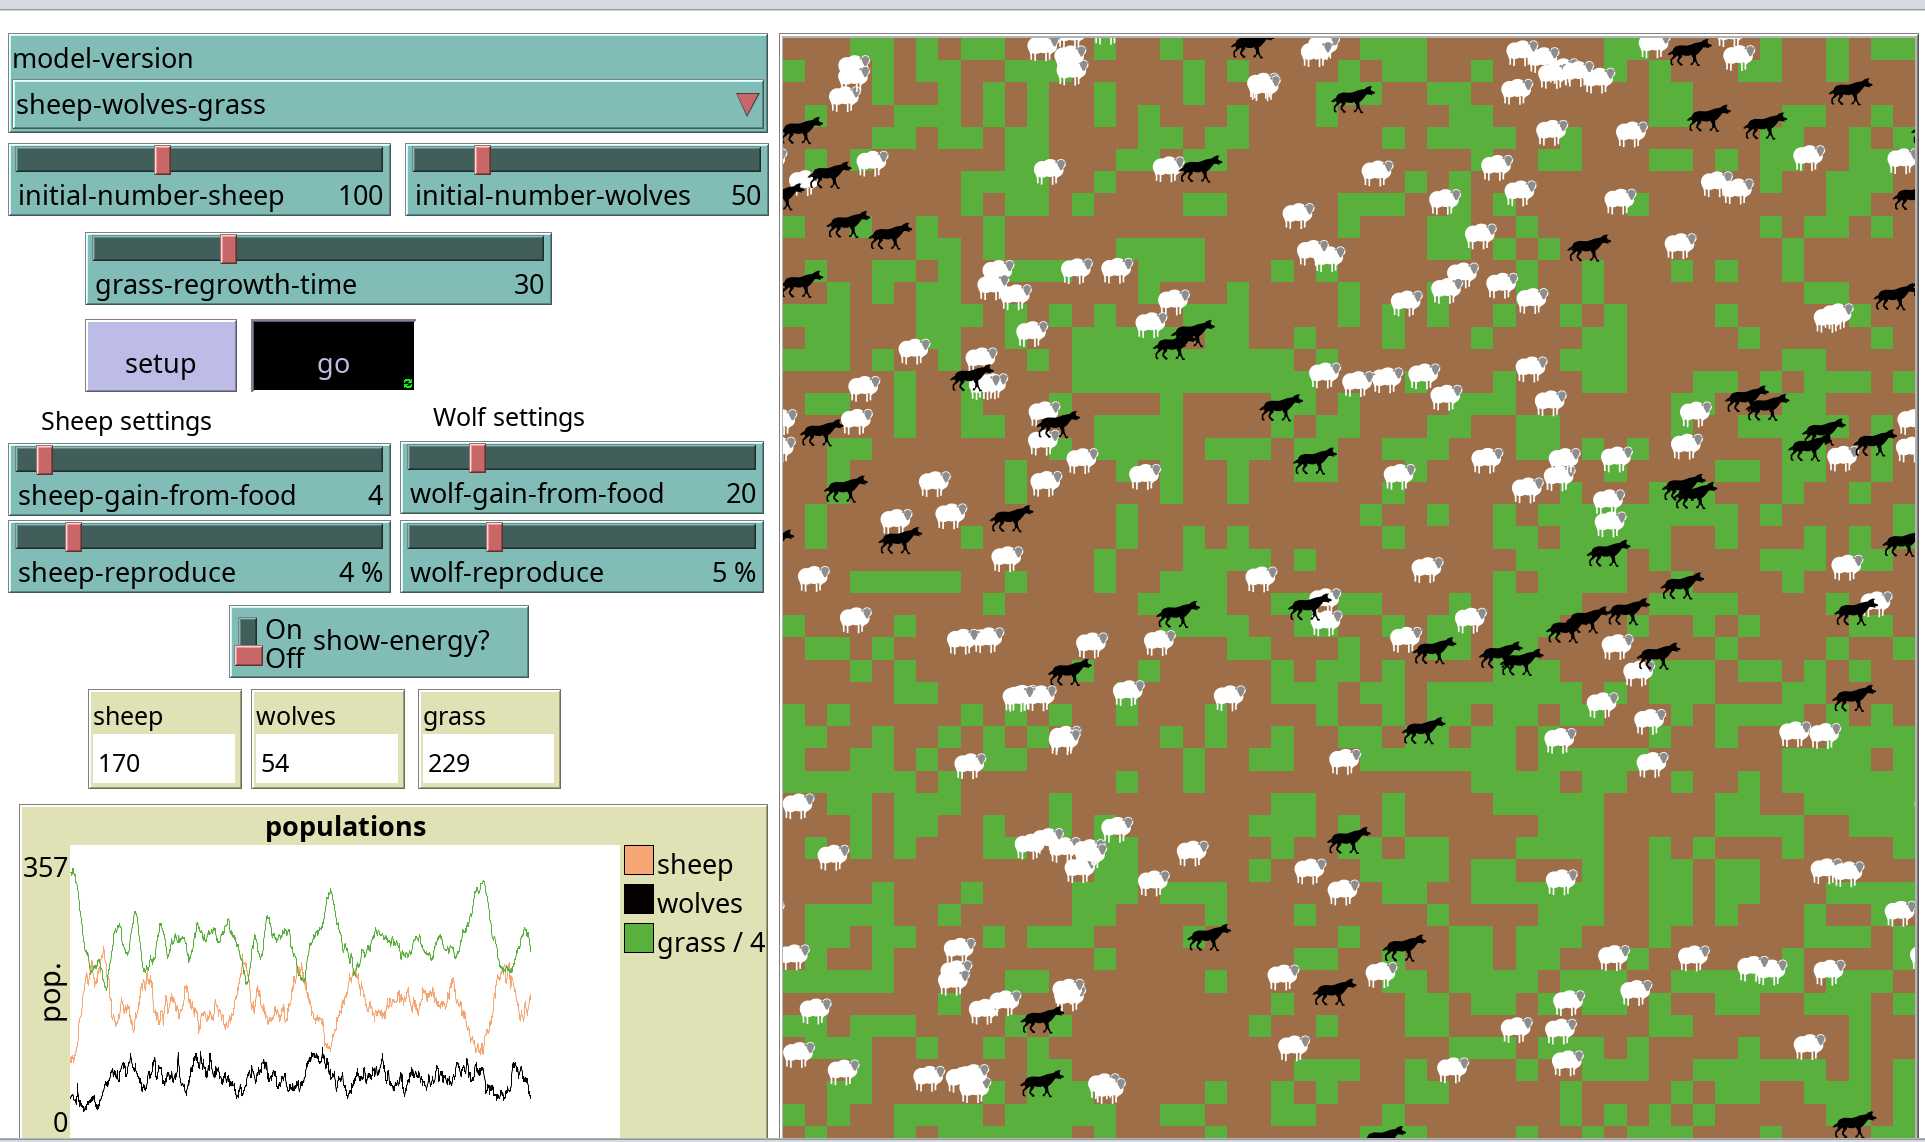 model-version
sheep-wolves-grass
initial-number-sheep 100
initial-number-wolves 50
grass-regrowth-time 30
setup
go
Sheep settings
Wolf settings
sheep-gain-from-food 4
wolf-gain-from-food 20
sheep-reproduce 4 %
wolf-reproduce 5 %
On
Off
show-energy?
sheep
170
wolves
54
grass
229
populations
357
pop.
0
sheep
wolves
grass / 4